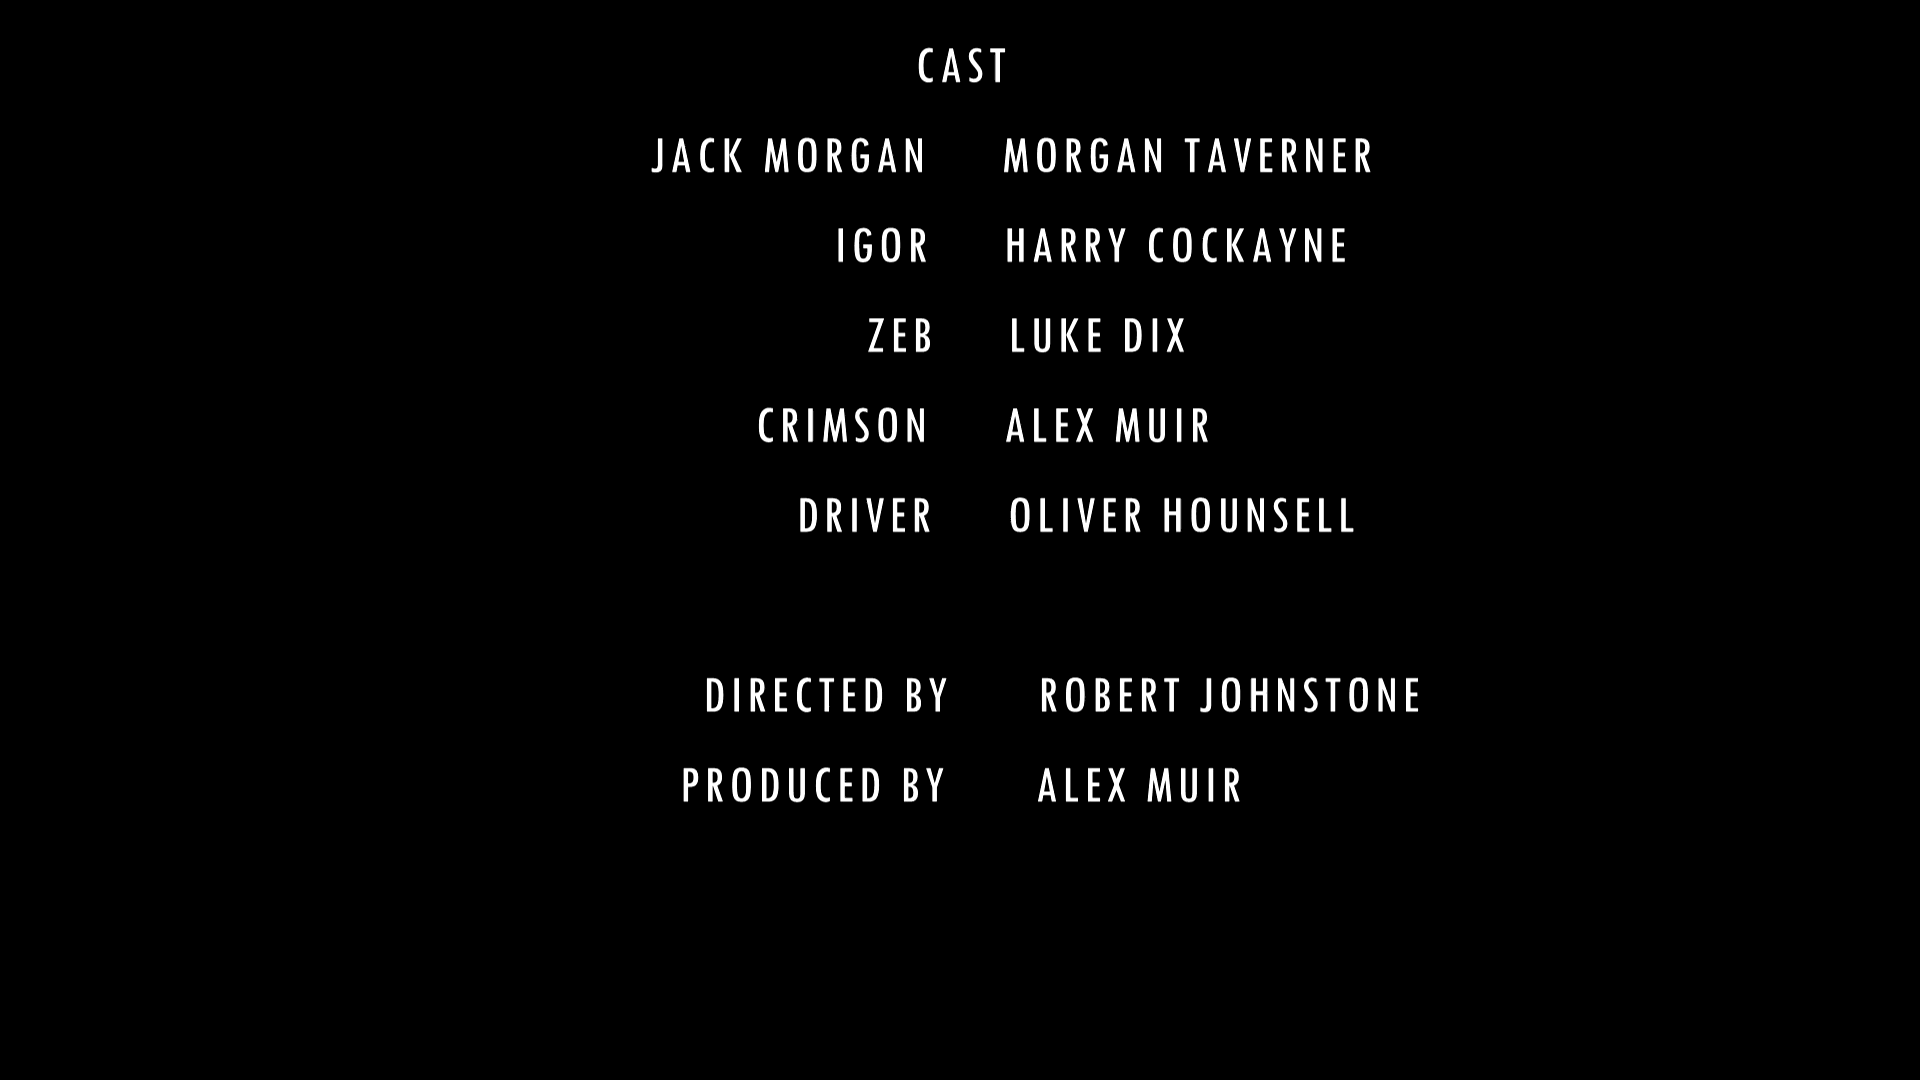 CAST
JACK MORGAN MORGAN TAVERNER
IGOR HARRY COCKAYNE
ZEB LUKE DIX
CRIMSON ALEX MUIR
DRIVER OLIVER HOUNSELL
DIRECTED BY ROBERT JOHNSTONE
PRODUCED BY ALEX MUIR